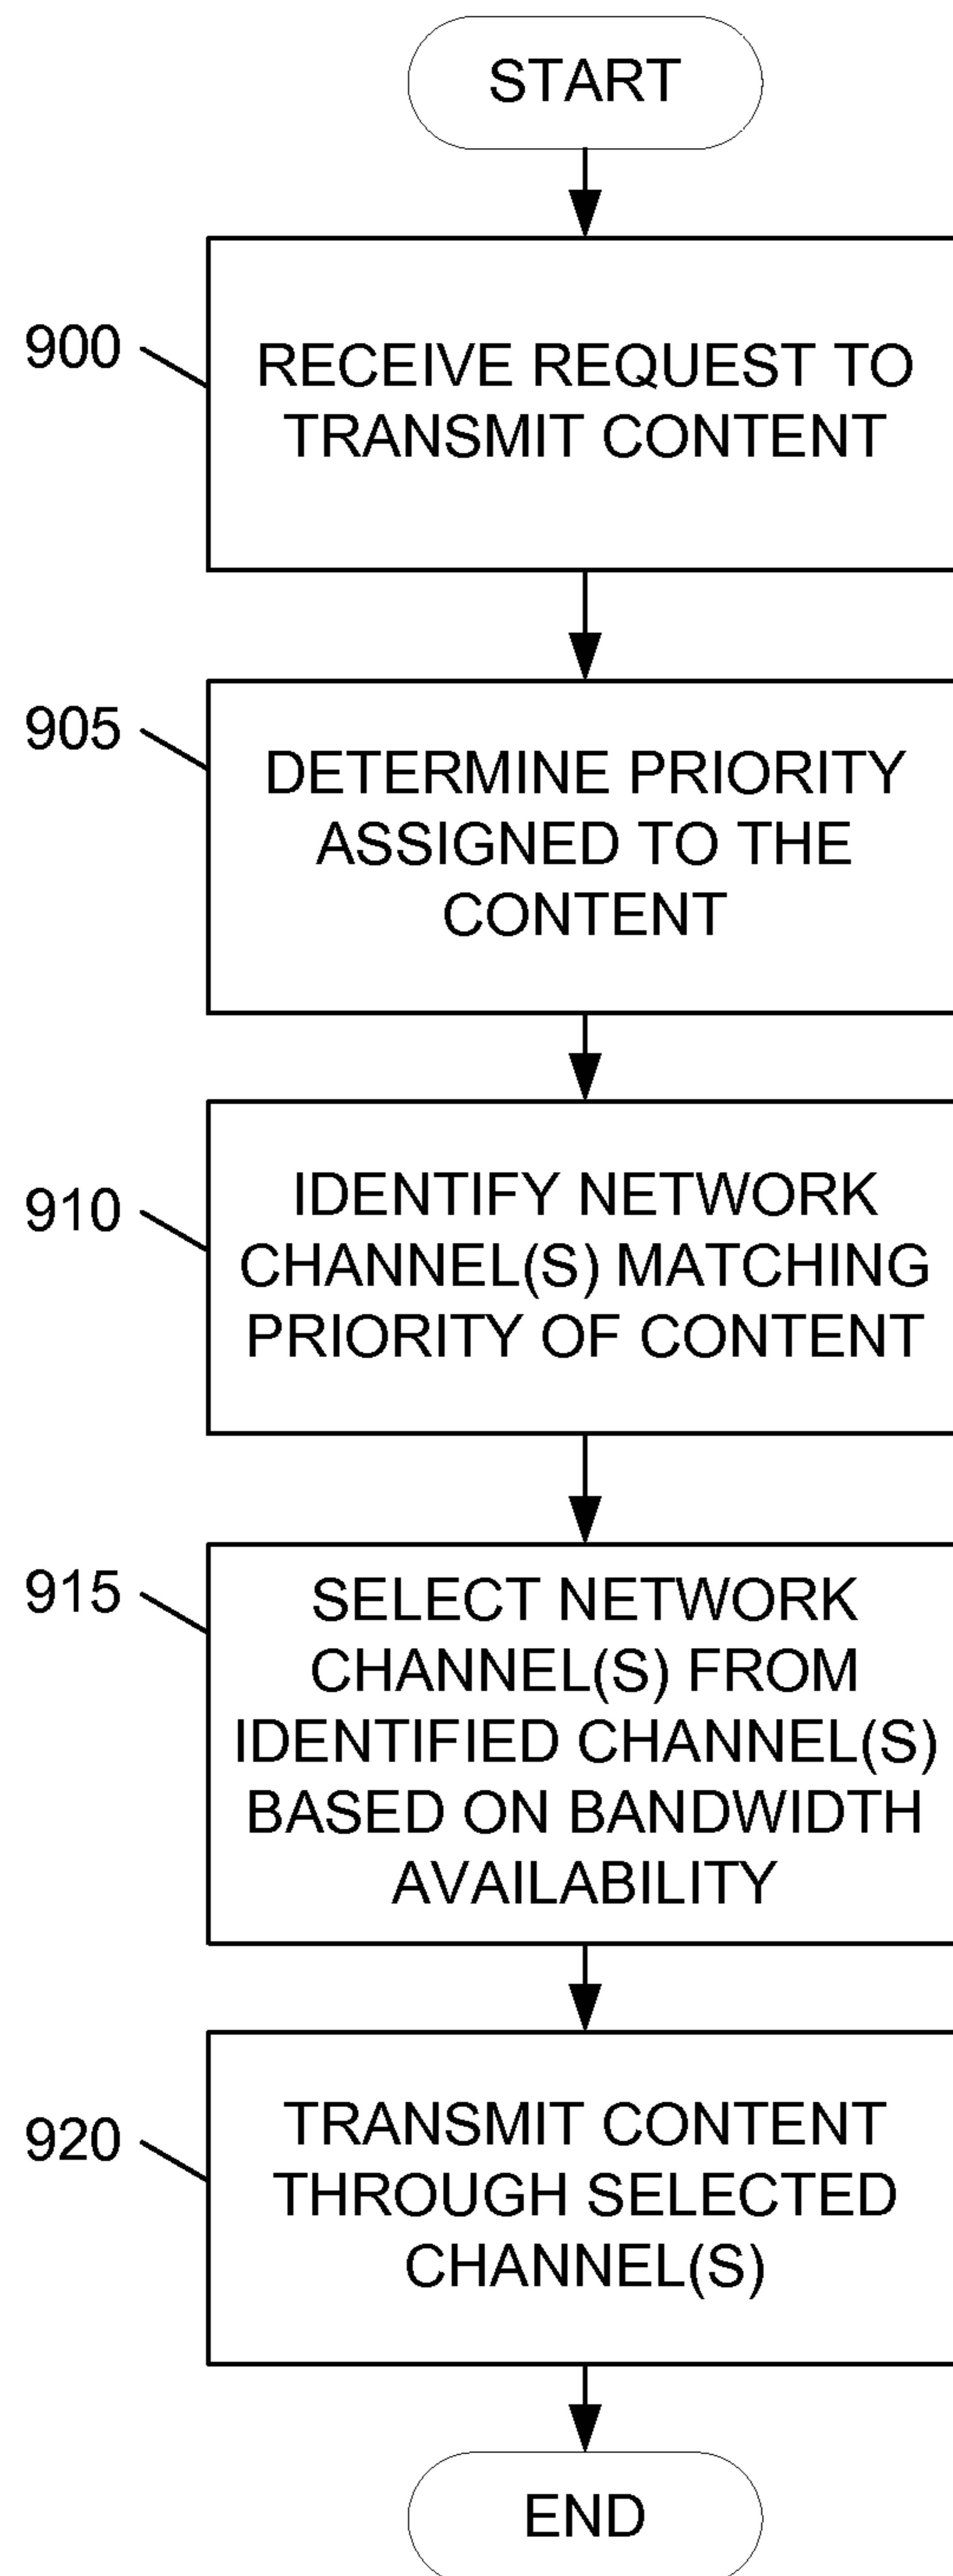 START
900
RECEIVE REQUEST TO
TRANSMIT CONTENT
905
DETERMINE PRIORITY
ASSIGNED TO THE
CONTENT
910
IDENTIFY NETWORK
CHANNEL(S) MATCHING
PRIORITY OF CONTENT
915
SELECT NETWORK
CHANNEL(S) FROM
IDENTIFIED CHANNEL(S)
BASED ON BANDWIDTH
AVAILABILITY
920
TRANSMIT CONTENT
THROUGH SELECTED
CHANNEL(S)
END